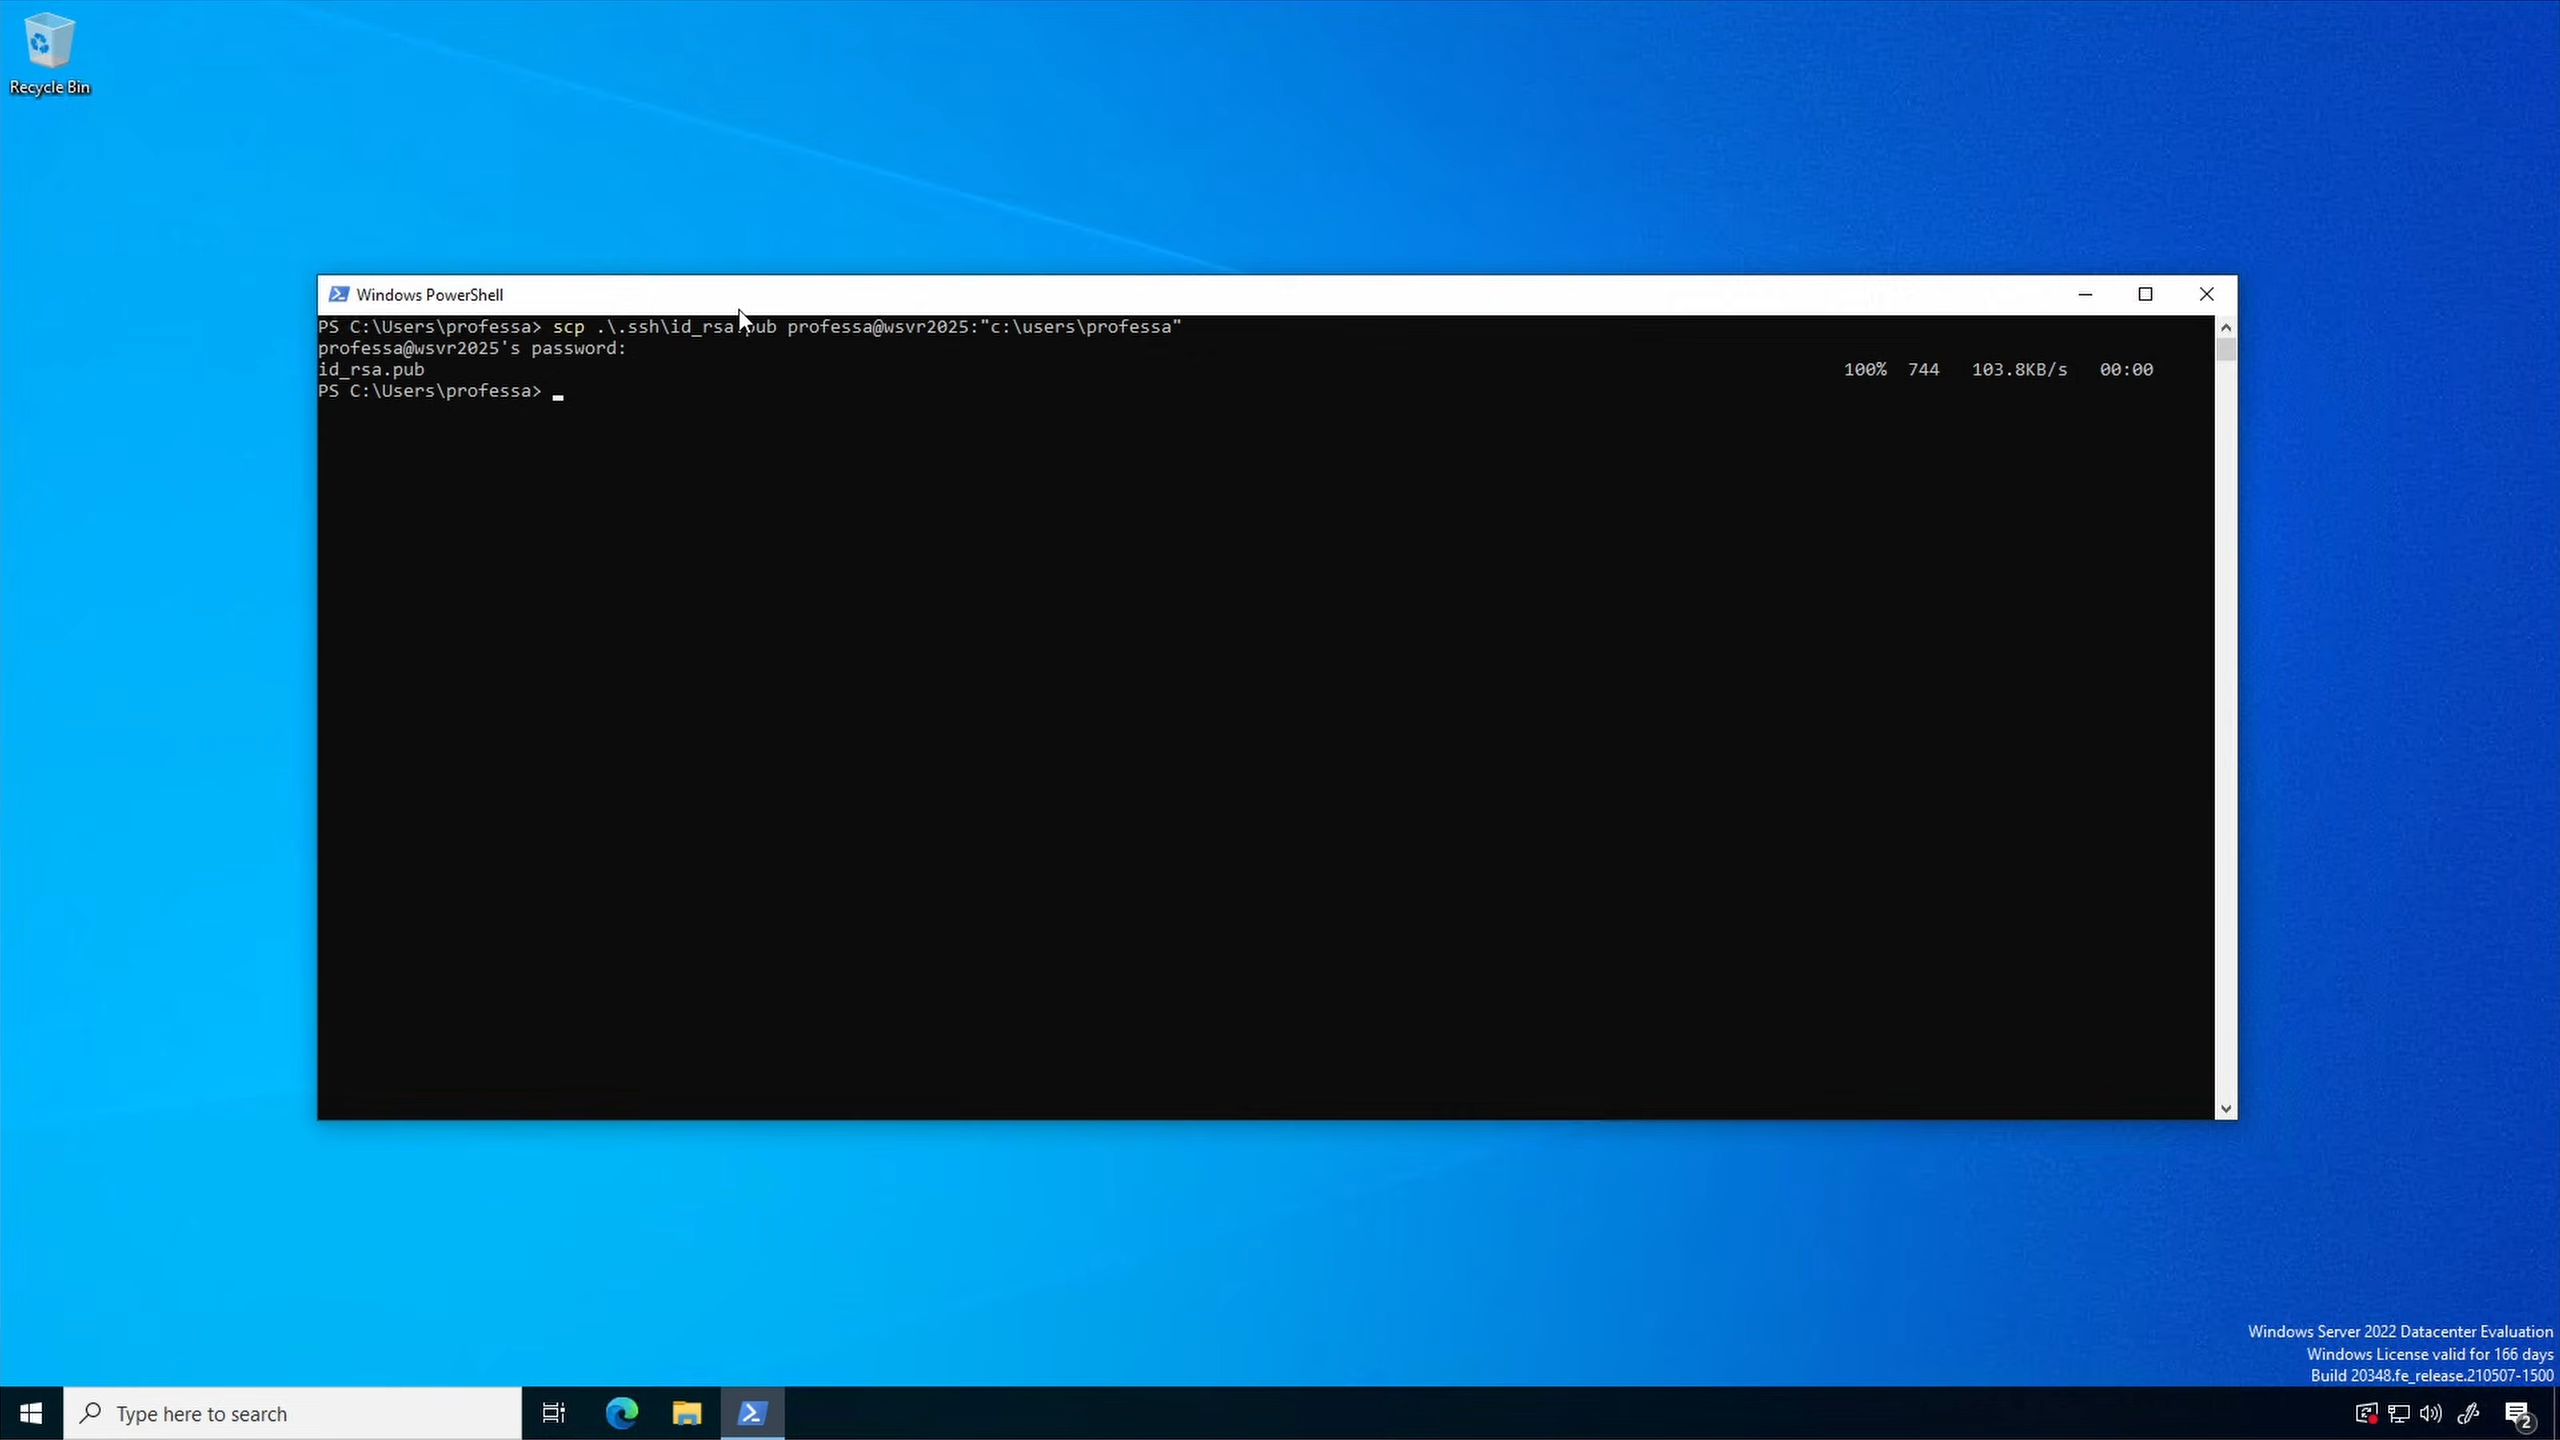 Recycle Bin
Windows PowerShell
PS C:\Users\professa> scp .\.ssh\id_rsa.pub professa@wsvr2025:"c:\users\professa"
professa@wsvr2025's password:
id_rsa.pub 100% 744 103.8KB/s 00:00
PS C:\Users\professa>
Windows Server 2022 Datacenter Evaluation
Windows License valid for 166 days
Build 20348.fe_release.210507-1500
Type here to search
2